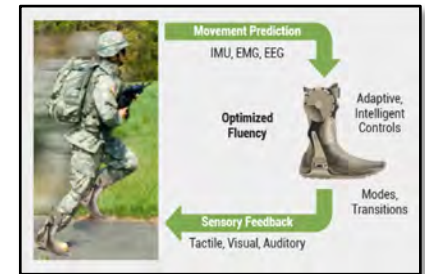 Movement Prediction
IMU, EMG, EEG
Optimized
Fluency
Adaptive,
Intelligent
Controls
Modes,
Transitions
Sensory Feedback
Tactile, Visual, Auditory